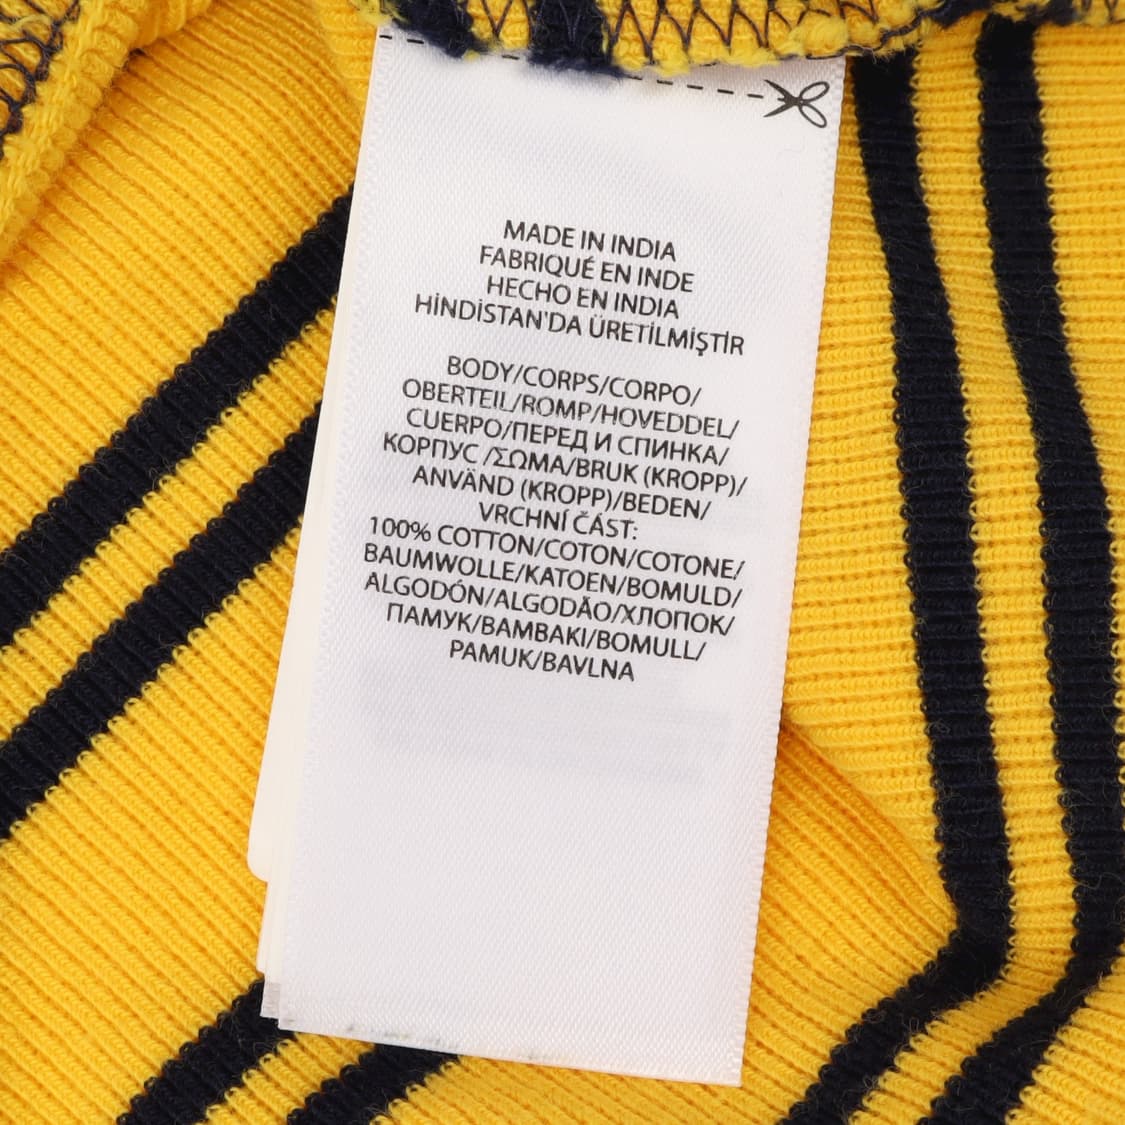 MADE IN INDIA
FABRIQUÉ EN INDE
HECHO EN INDIA
HİNDİSTAN'DA ÜRETİLMİŞTİR
BODY/CORPS/CORPO/
OBERTEIL/ROMP/HOVEDDEL/
CUERPO/ПЕРЕД И СПИНКА/
КОРПУС /ΣΩΜΑ/BRUK (KROPP)/
ANVÄND (KROPP)/BEDEN/
VRCHNÍ ČÁST:
100% COTTON/COTON/COTONE/
BAUMWOLLE/KATOEN/BOMULD/
ALGODÓN/ALGODÃO/ХЛОПОК/
ПАМУК/ΒΑΜΒΑΚΙ/BOMULL/
PAMUK/BAVLNA